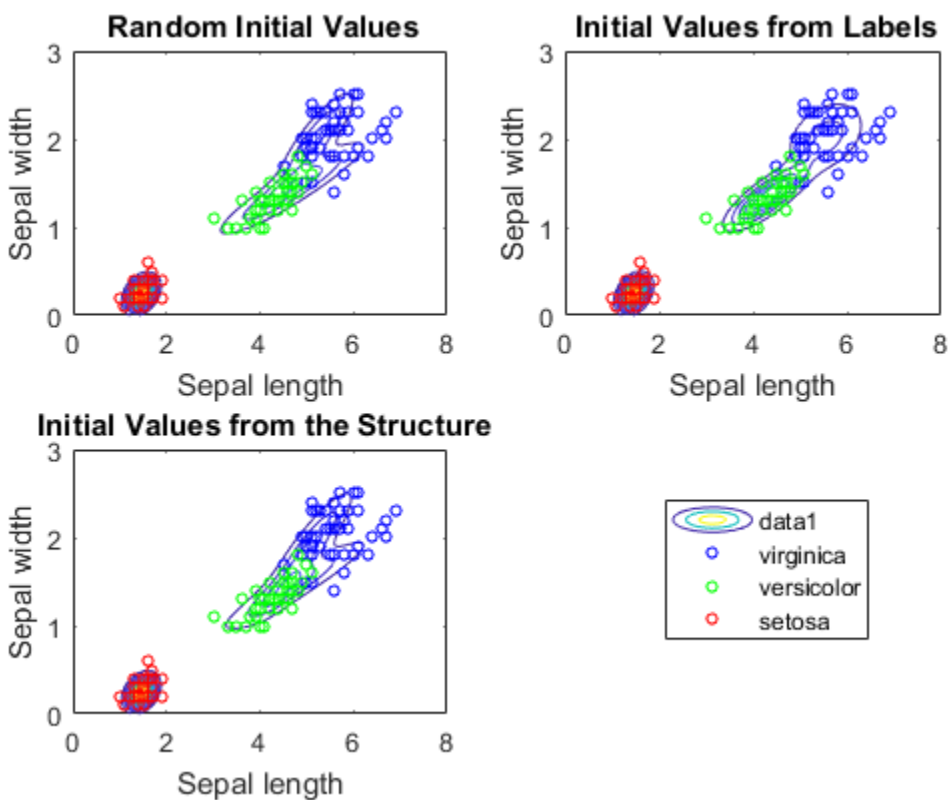 Random Initial Values
3
2
1
0
Sepal width
0 2 4 6 8
Sepal length
Initial Values from Labels
3
2
1
0
Sepal width
0 2 4 6 8
Sepal length
Initial Values from the Structure
3
2
1
0
Sepal width
0 2 4 6 8
Sepal length
data1
virginica
versicolor
setosa